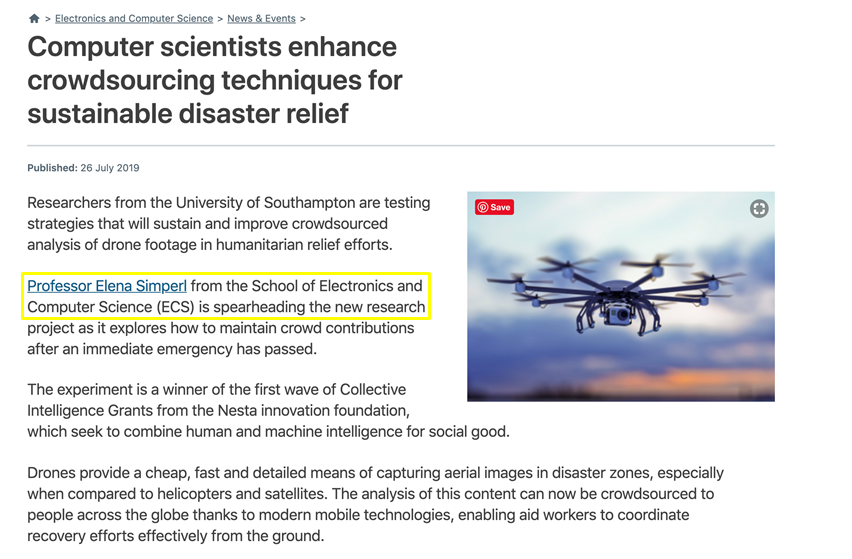 > Electronics and Computer Science > News & Events >
Computer scientists enhance
crowdsourcing techniques for
sustainable disaster relief
Published: 26 July 2019
Researchers from the University of Southampton are testing
strategies that will sustain and improve crowdsourced
analysis of drone footage in humanitarian relief efforts.
Save
Professor Elena Simperl from the School of Electronics and
Computer Science (ECS) is spearheading the new research
project as it explores how to maintain crowd contributions
after an immediate emergency has passed.
The experiment is a winner of the first wave of Collective
Intelligence Grants from the Nesta innovation foundation,
which seek to combine human and machine intelligence for social good.
Drones provide a cheap, fast and detailed means of capturing aerial images in disaster zones, especially
when compared to helicopters and satellites. The analysis of this content can now be crowdsourced to
people across the globe thanks to modern mobile technologies, enabling aid workers to coordinate
recovery efforts effectively from the ground.